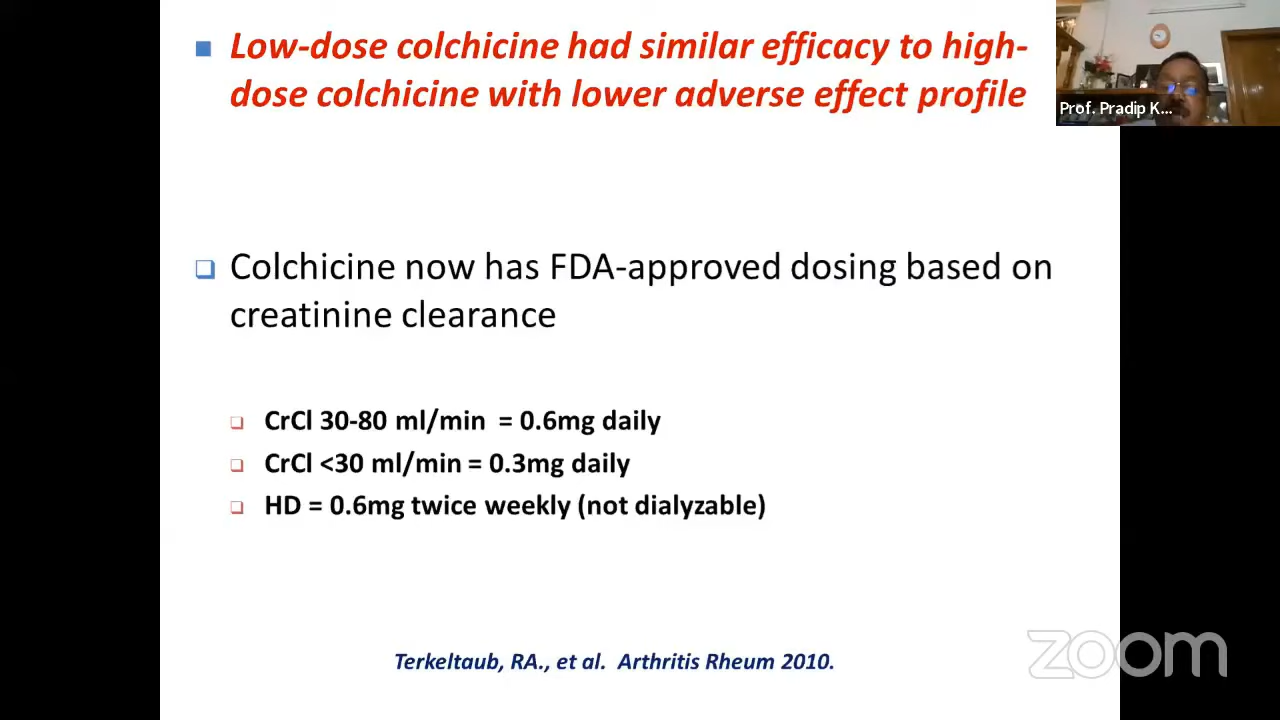 Low-dose colchicine had similar efficacy to high-
dose colchicine with lower adverse effect profile
Prof. Pradip K...
Colchicine now has FDA-approved dosing based on
creatinine clearance
CrCl 30-80 ml/min = 0.6mg daily
CrCl <30 ml/min = 0.3mg daily
HD = 0.6mg twice weekly (not dialyzable)
Terkeltaub, RA., et al. Arthritis Rheum 2010.
zoom